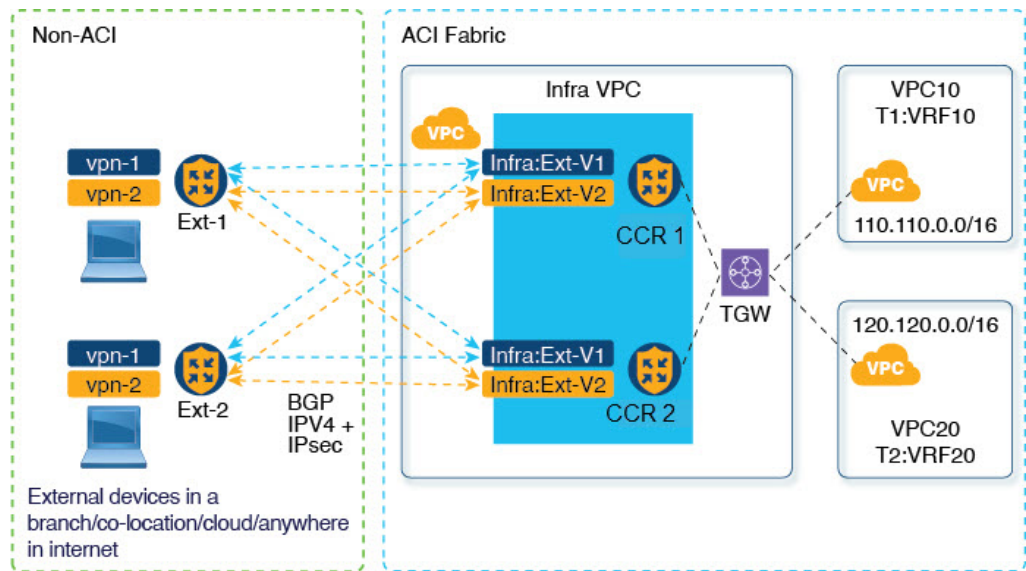 Non-ACI
ACI Fabric
Infra VPC
VPC
vpn-1
vpn-2
Ext-1
Infra:Ext-V1
Infra:Ext-V2
CCR 1
vpn-1
vpn-2
Ext-2
BGP
IPV4 +
IPsec
Infra:Ext-V1
Infra:Ext-V2
CCR 2
TGW
VPC10
T1:VRF10
VPC
110.110.0.0/16
120.120.0.0/16
VPC
VPC20
T2:VRF20
External devices in a
branch/co-location/cloud/anywhere
in internet